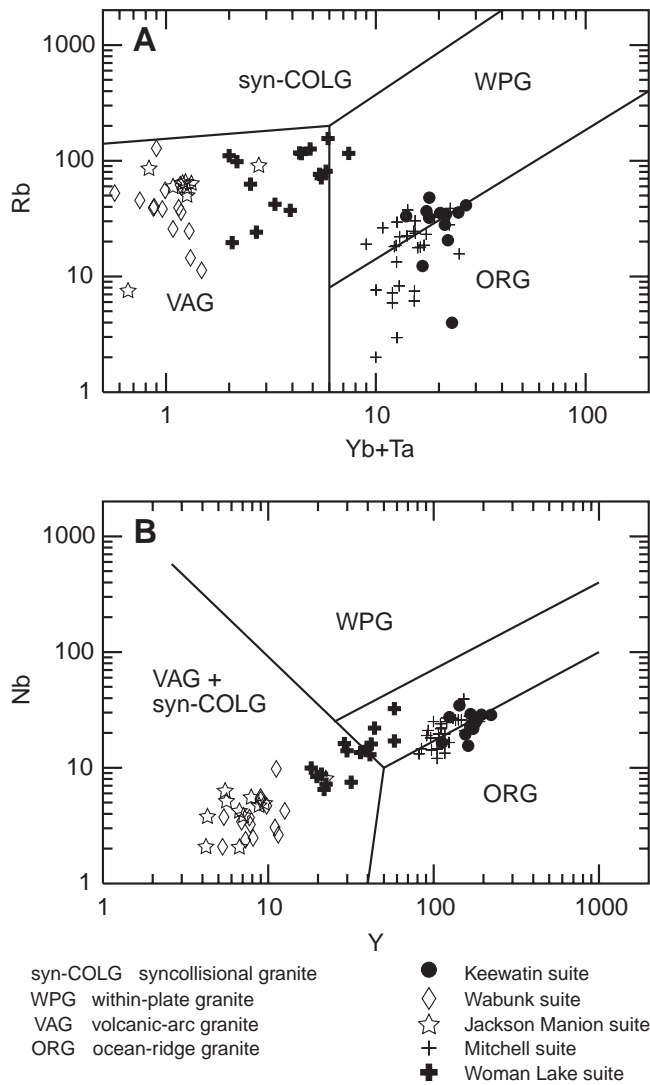 1000
A
syn-COLG
WPG
100
Rb
10
VAG
ORG
1
1
10
100
Yb+Ta
1000
B
WPG
100
VAG +
syn-COLG
Nb
10
ORG
1
1
10
100
1000
Y
syn-COLG syncollisional granite
WPG within-plate granite
VAG volcanic-arc granite
ORG ocean-ridge granite
Keewatin suite
Wabunk suite
Jackson Manion suite
Mitchell suite
Woman Lake suite